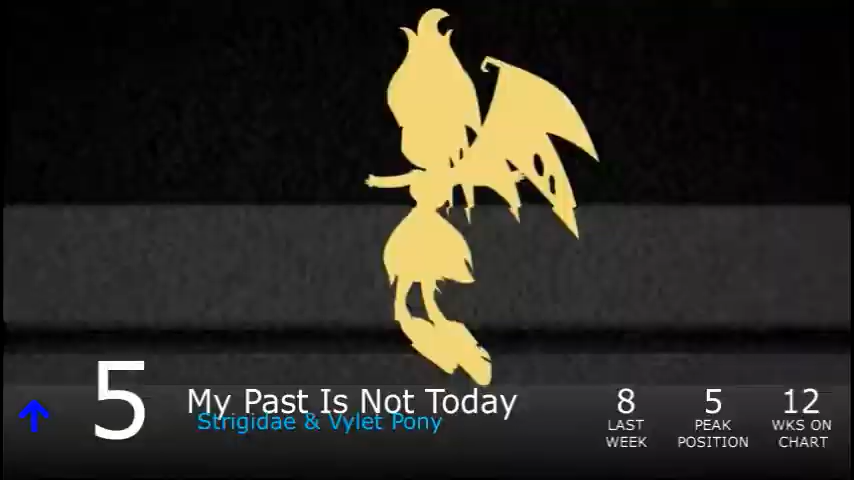 5
My Past Is Not Today
Strigidae & Vylet Pony
8
LAST
WEEK
5
PEAK
POSITION
12
WKS ON
CHART